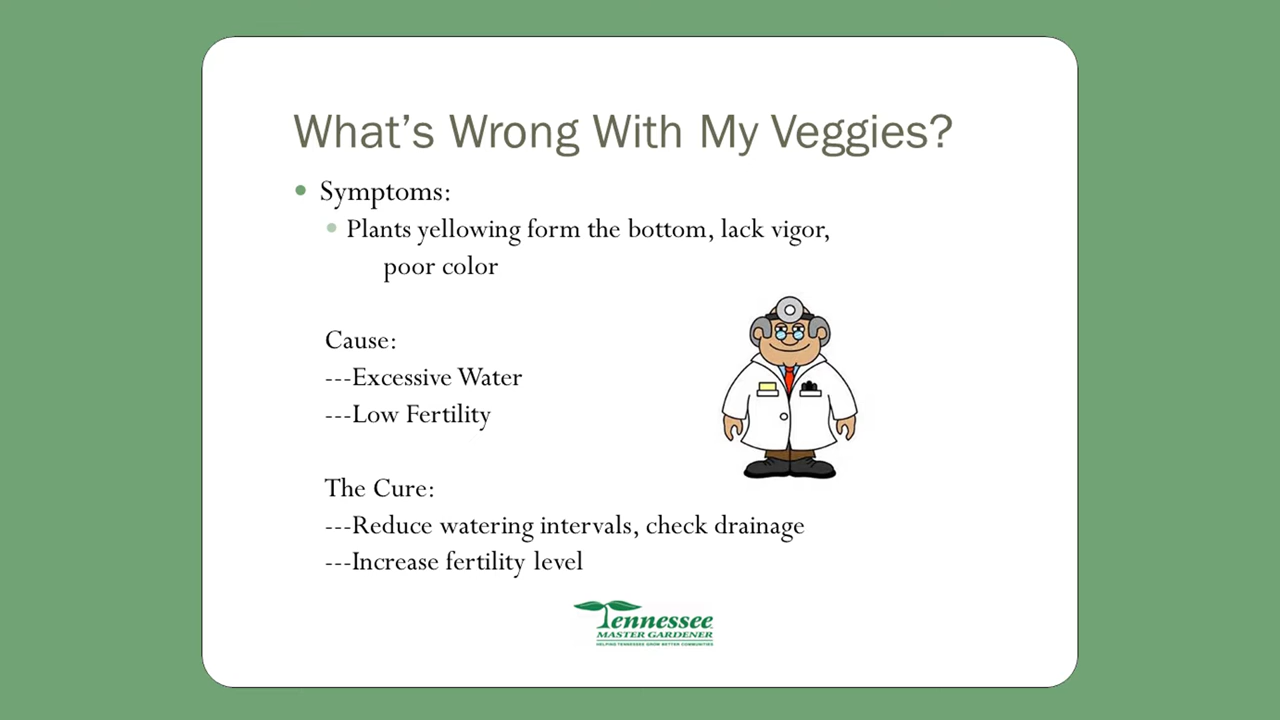 What's Wrong With My Veggies?
Symptoms:
Plants yellowing form the bottom, lack vigor,
poor color
Cause:
---Excessive Water
---Low Fertility
The Cure:
---Reduce watering intervals, check drainage
---Increase fertility level
Tennessee
MASTER GARDENER
HELPING TENNESSEE GROW BETTER COMMUNITIES